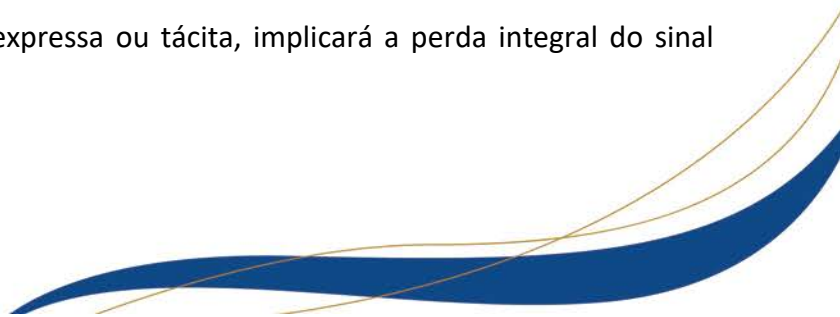 expressa ou tácita, implicará a perda integral do sinal